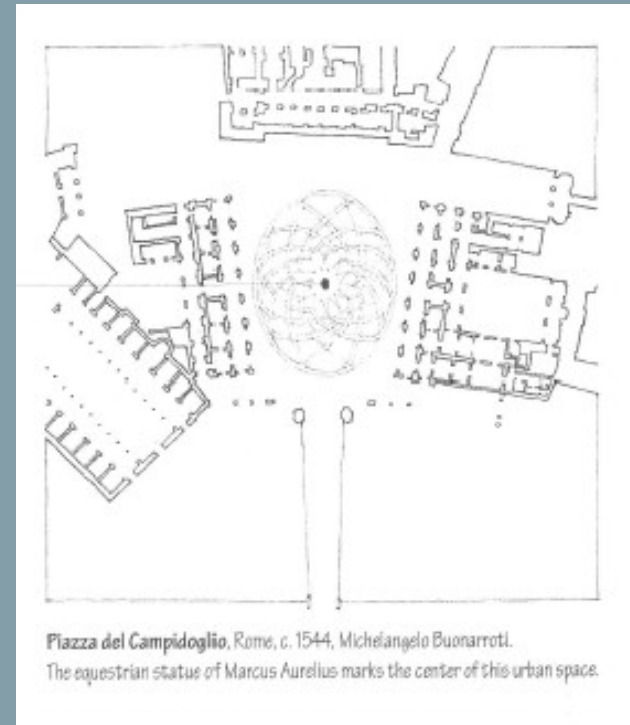 Piazza del Campidoglio, Rome, c. 1544, Michelangelo Buonarroti.
The equestrian statue of Marcus Aurelius marks the center of this urban space.